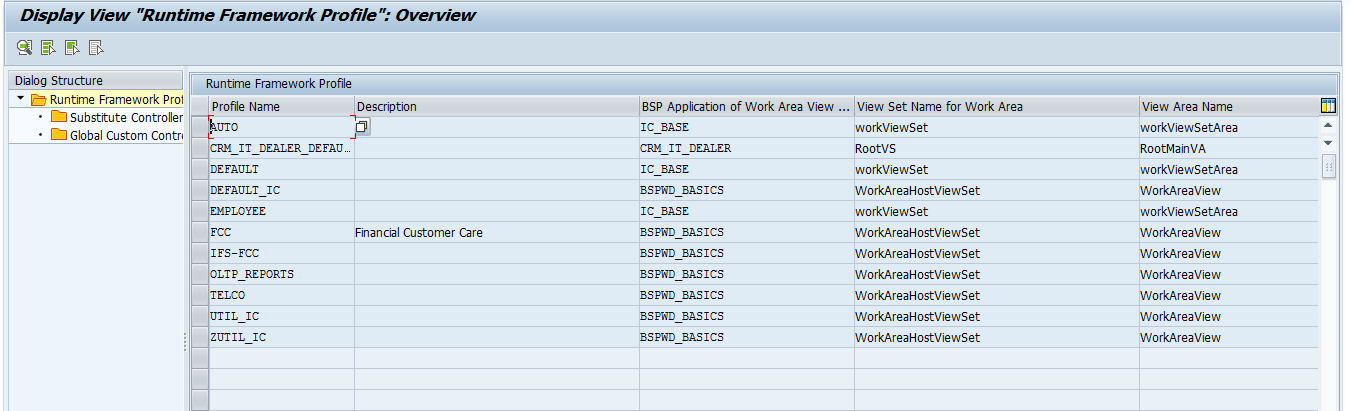 Display View "Runtime Framework Profile": Overview
Dialog Structure
Runtime Framework Prof
Substitute Controller
Global Custom Contr
Runtime Framework Profile
Profile Name Description BSP Application of Work Area View ... View Set Name for Work Area View Area Name
AUTO IC_BASE workViewSet workViewSetArea
CRM_IT_DEALER_DEFAU... CRM_IT_DEALER RootVS RootMainVA
DEFAULT IC_BASE workViewSet workViewSetArea
DEFAULT_IC BSPWD_BASICS WorkAreaHostViewSet WorkAreaView
EMPLOYEE IC_BASE workViewSet workViewSetArea
FCC Financial Customer Care BSPWD_BASICS WorkAreaHostViewSet WorkAreaView
IFS-FCC BSPWD_BASICS WorkAreaHostViewSet WorkAreaView
OLTP_REPORTS BSPWD_BASICS WorkAreaHostViewSet WorkAreaView
TELCO BSPWD_BASICS WorkAreaHostViewSet WorkAreaView
UTIL_IC BSPWD_BASICS WorkAreaHostViewSet WorkAreaView
ZUTIL_IC BSPWD_BASICS WorkAreaHostViewSet WorkAreaView